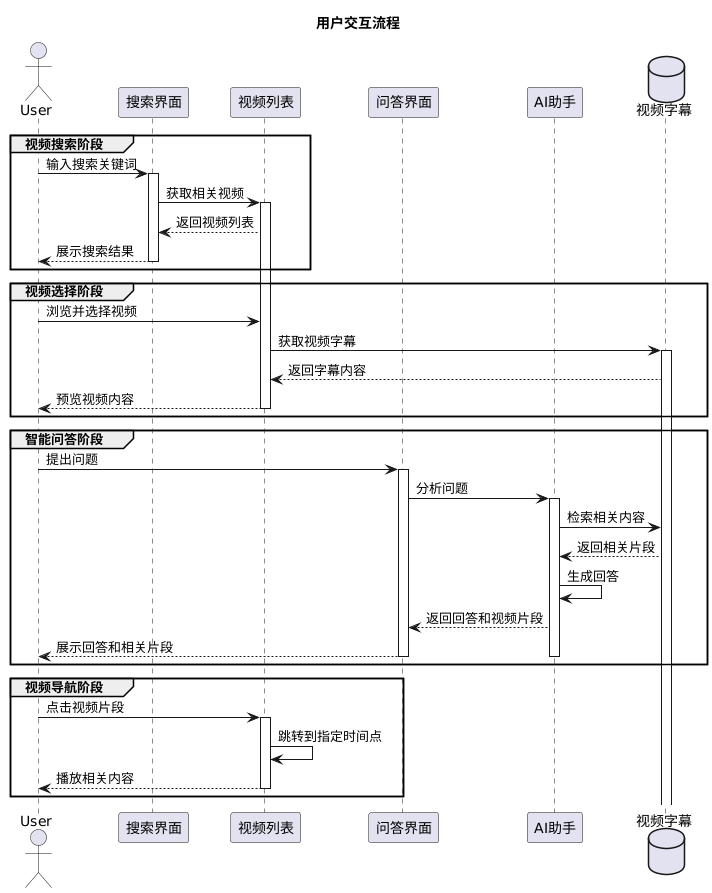 用户交互流程
User
搜索界面
视频列表
问答界面
AI助手
视频字幕
视频搜索阶段
输入搜索关键词
获取相关视频
返回视频列表
展示搜索结果
视频选择阶段
浏览并选择视频
获取视频字幕
返回字幕内容
预览视频内容
智能问答阶段
提出问题
分析问题
检索相关内容
返回相关片段
生成回答
返回回答和视频片段
展示回答和相关片段
视频导航阶段
点击视频片段
跳转到指定时间点
播放相关内容
User
搜索界面
视频列表
问答界面
AI助手
视频字幕